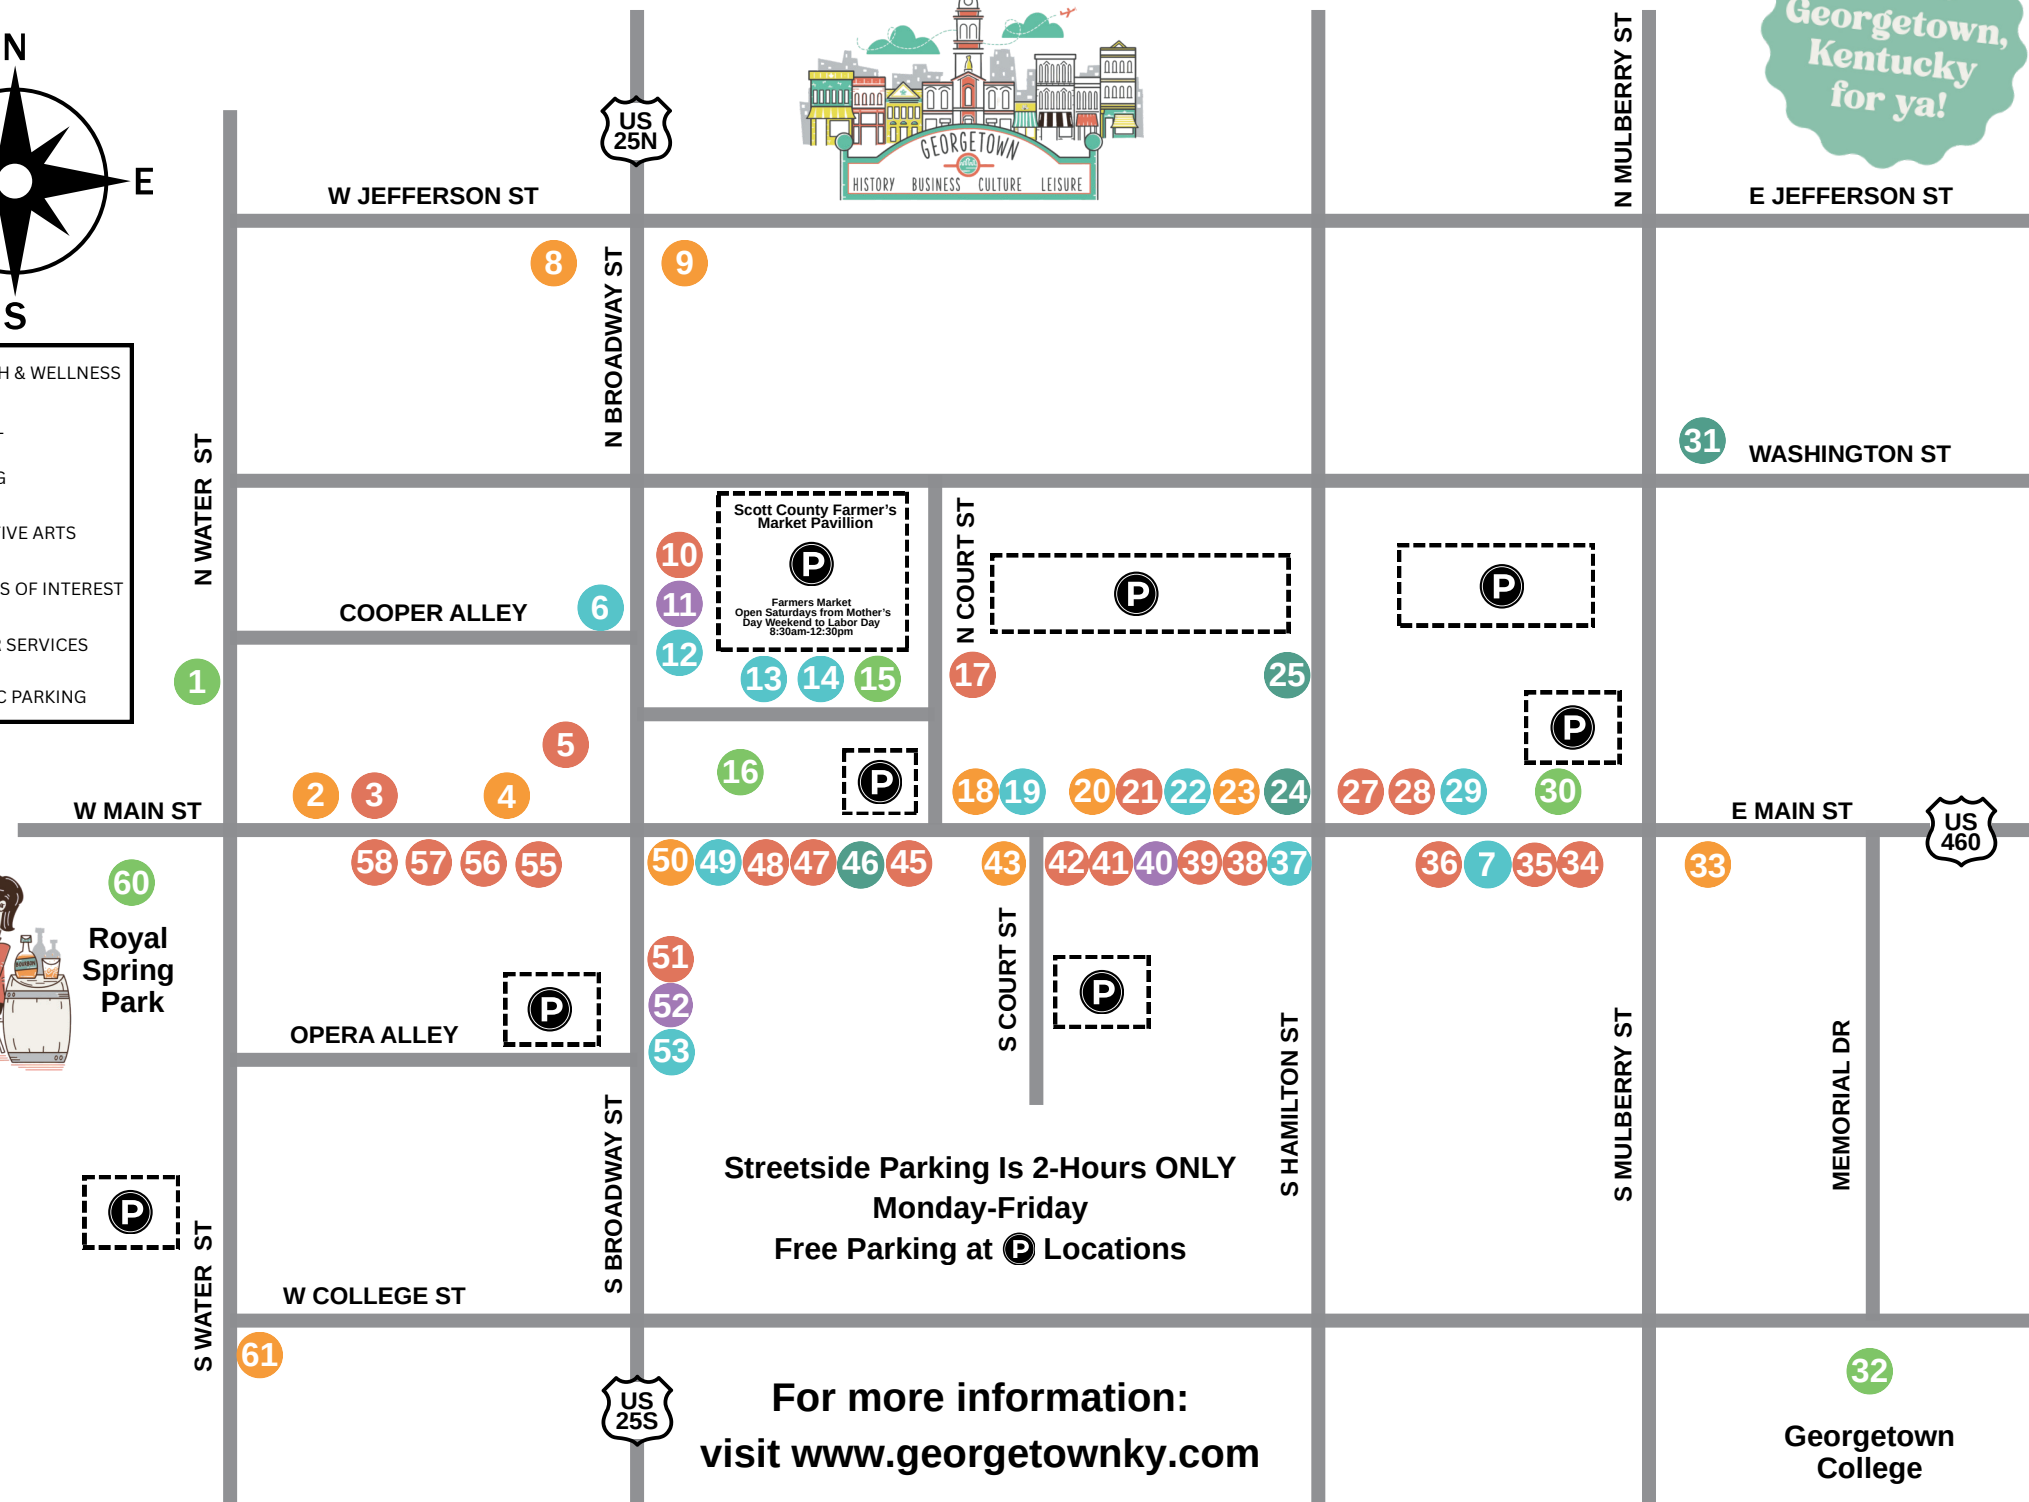 N
E
S
H & WELLNESS
G
IVE ARTS
S OF INTEREST
R SERVICES
C PARKING
Georgetown,
Kentucky
for ya!
GEORGETOWN
HISTORY BUSINESS CULTURE LEISURE
US
25N
W JEFFERSON ST
E JEFFERSON ST
N MULBERRY ST
8
9
N BROADWAY ST
31
WASHINGTON ST
N WATER ST
Scott County Farmer's
Market Pavillion
P
Farmers Market
Open Saturdays from Mother's
Day Weekend to Labor Day
8:30am-12:30pm
N COURT ST
P
P
10
11
12
6
COOPER ALLEY
1
13 14 15
17
25
5
16
P
P
2 3 4
18 19 20 21 22 23 24 27 28 29 30
W MAIN ST
E MAIN ST
US
460
60
Royal
Spring
Park
BOURBON
58 57 56 55
50 49 48 47 46 45 43 42 41 40 39 38 37 36 7 35 34 33
51
52
53
P
OPERA ALLEY
S COURT ST
P
S HAMILTON ST
S MULBERRY ST
MEMORIAL DR
S BROADWAY ST
Streetside Parking Is 2-Hours ONLY
Monday-Friday
Free Parking at P Locations
P
S WATER ST
W COLLEGE ST
61
US
25S
For more information:
visit www.georgetownky.com
32
Georgetown
College